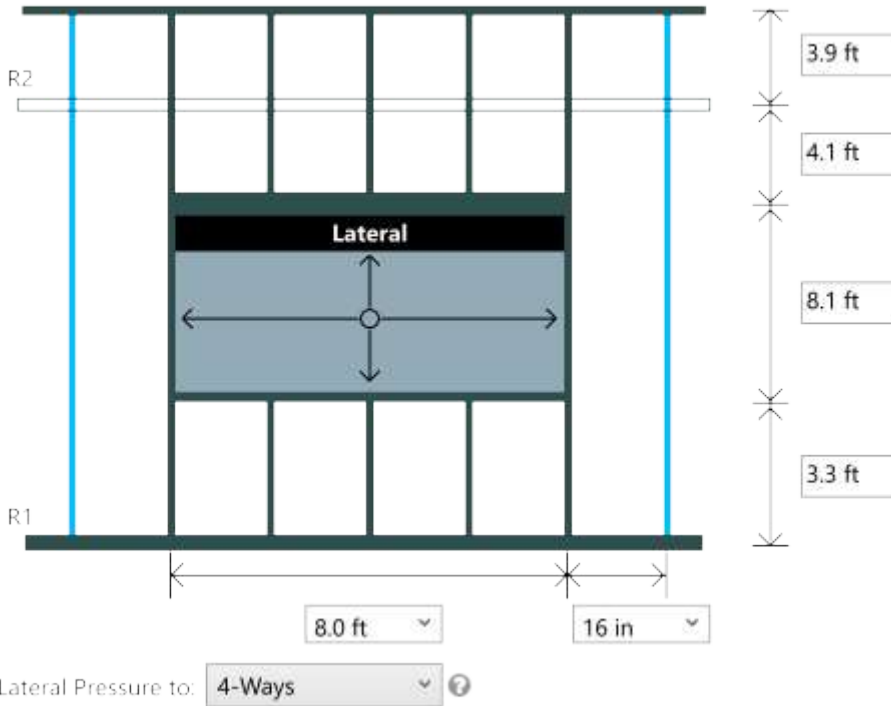 3.9 ft
R2
4.1 ft
Lateral
8.1 ft
3.3 ft
R1
8.0 ft
16 in
Lateral Pressure to: 4-Ways ?